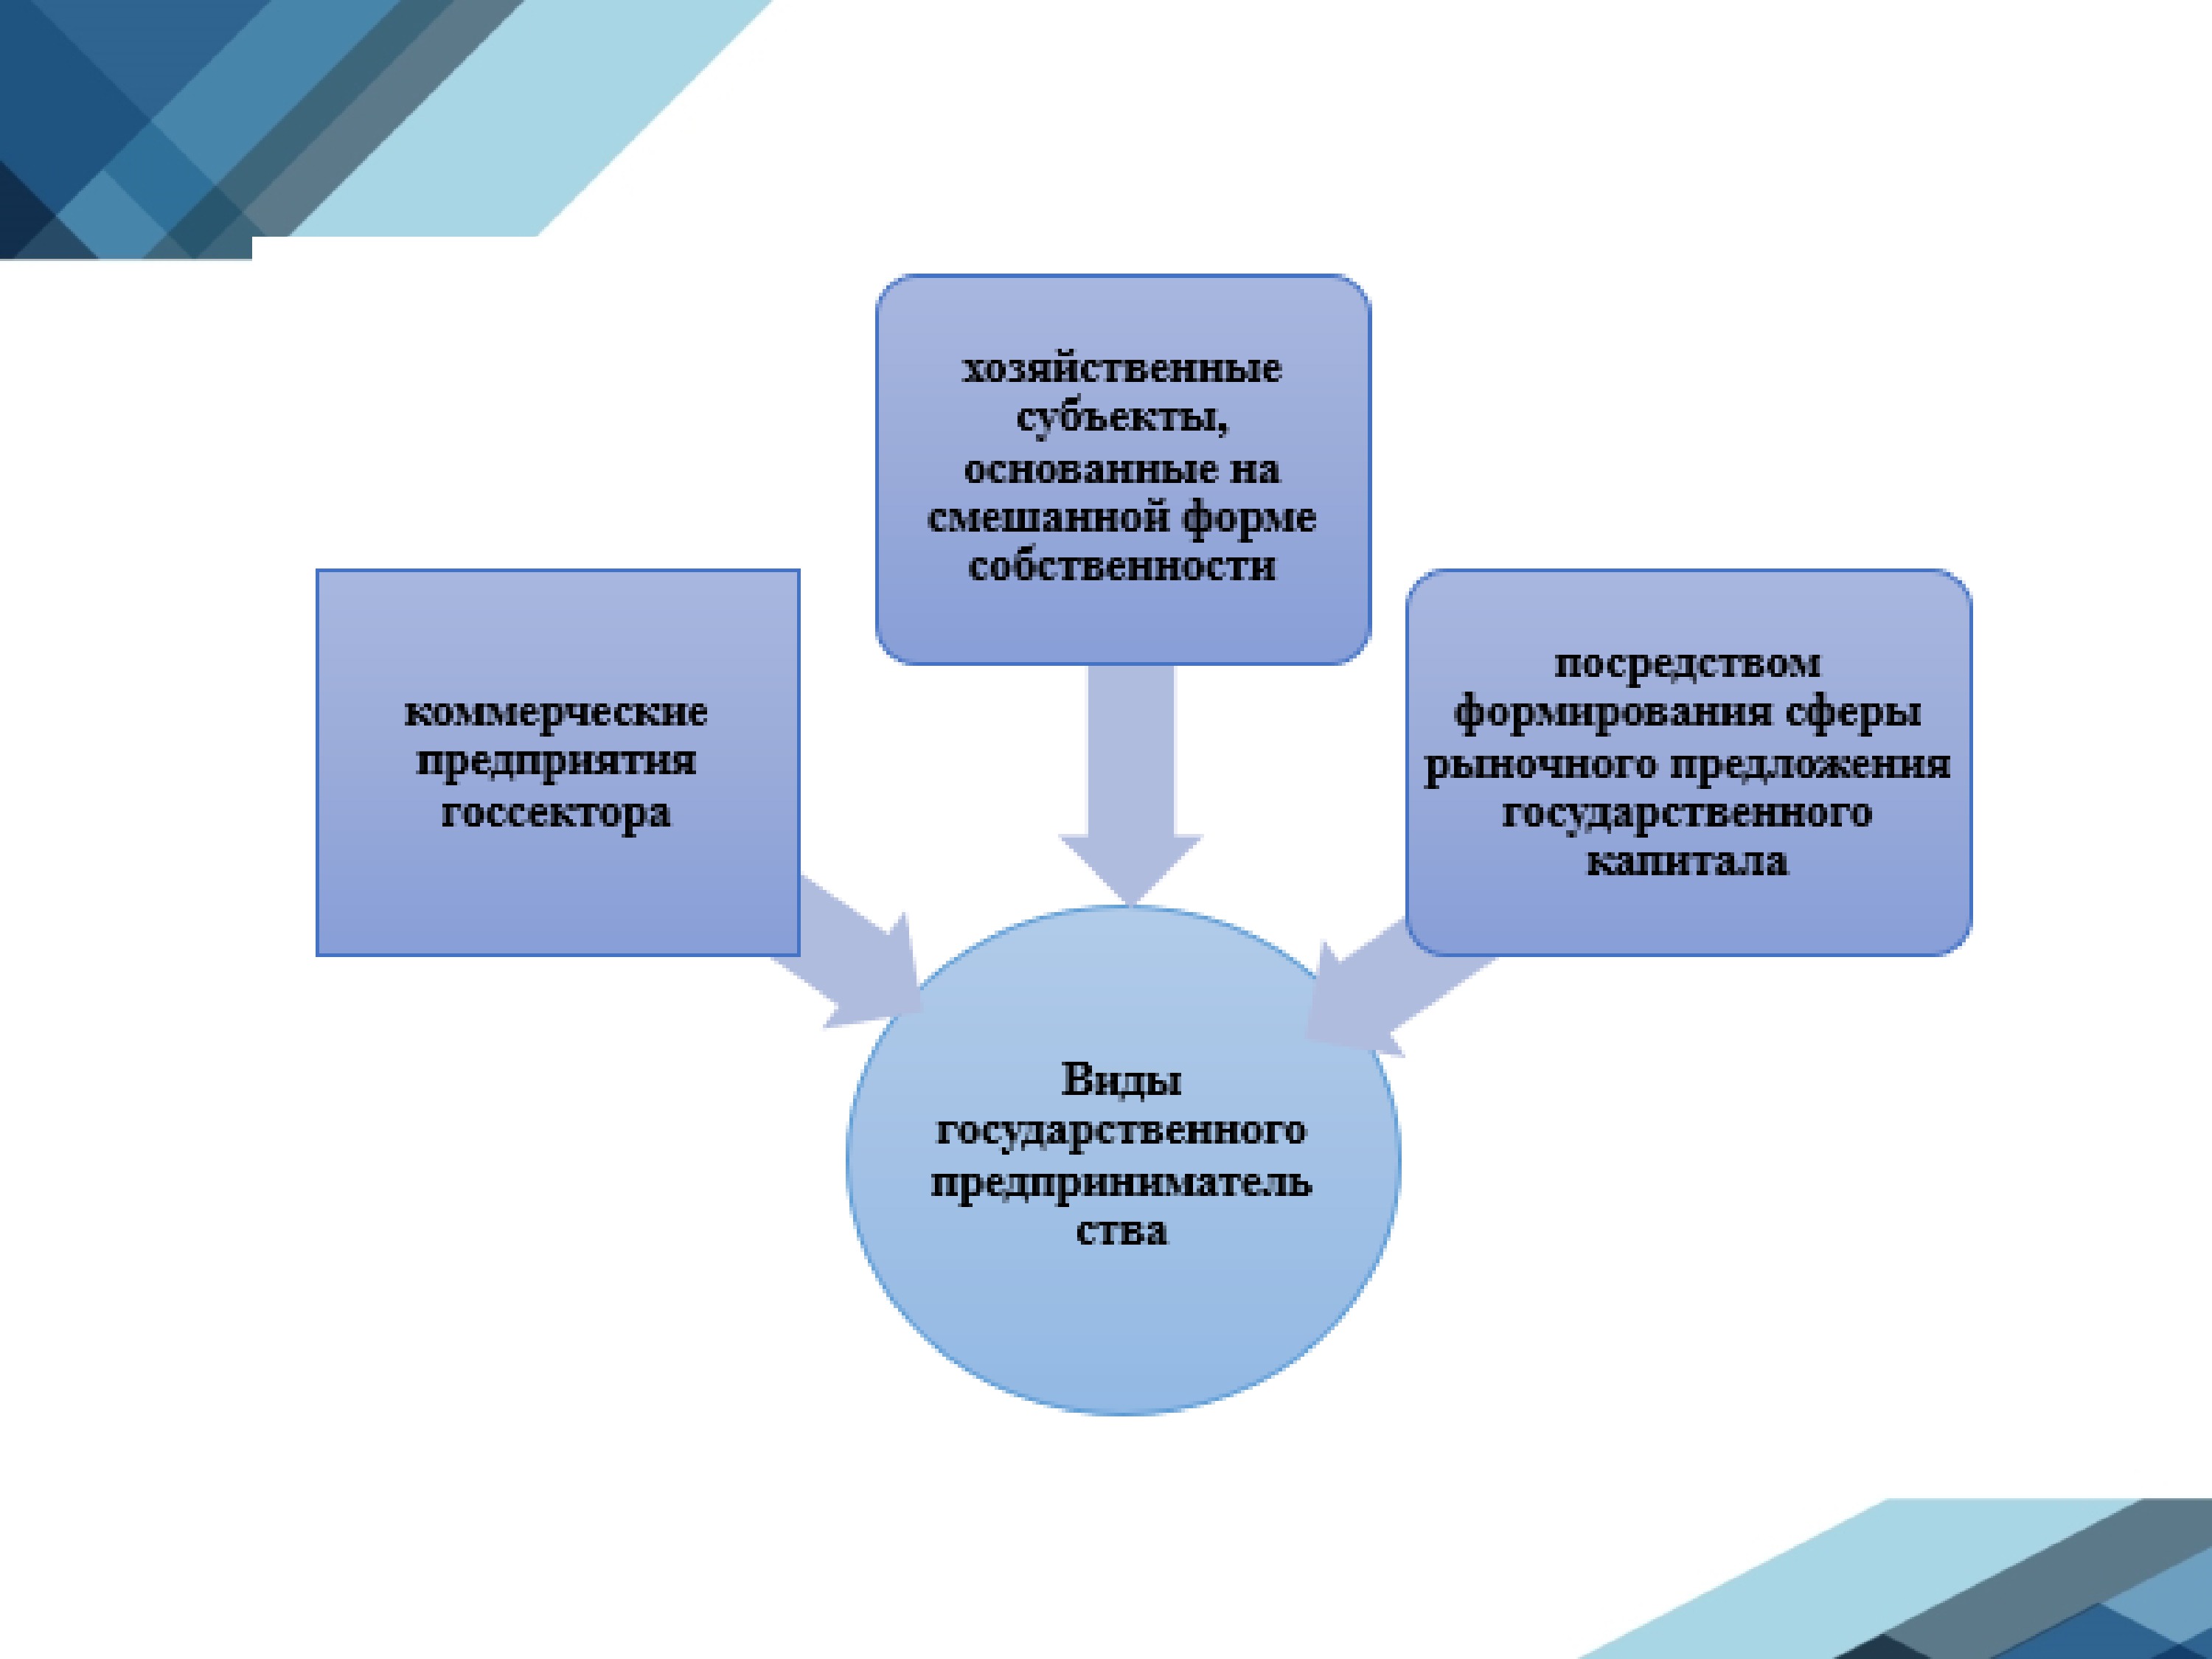 хозяйственные
субъекты,
основанные на
смешанной форме
собственности
коммерческие
предприятия
госсектора
посредством
формирования сферы
рыночного предложения
государственного
капитала
Виды
государственного
предприниматель
ства